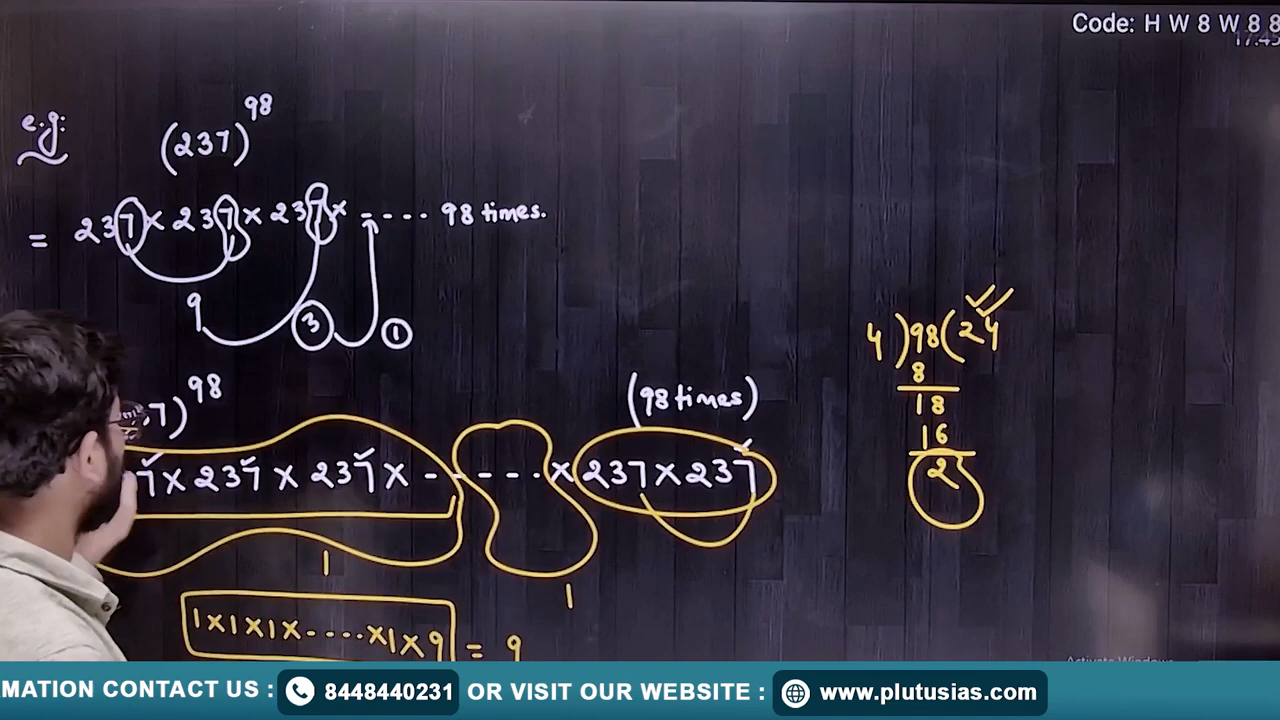 Code: H W 8 W 8 8
17:45
e.g:
(237)^98
= 237 × 237 × 237 × ---- 98 times.
9
3
1
7)^98
(98 times)
7 × 237 × 237 × ------ × 237 × 237
1
1
1×1×1×----×1×9 = 9
4)98(24
8
18
16
2
MATION CONTACT US : 8448440231 OR VISIT OUR WEBSITE : www.plutusias.com